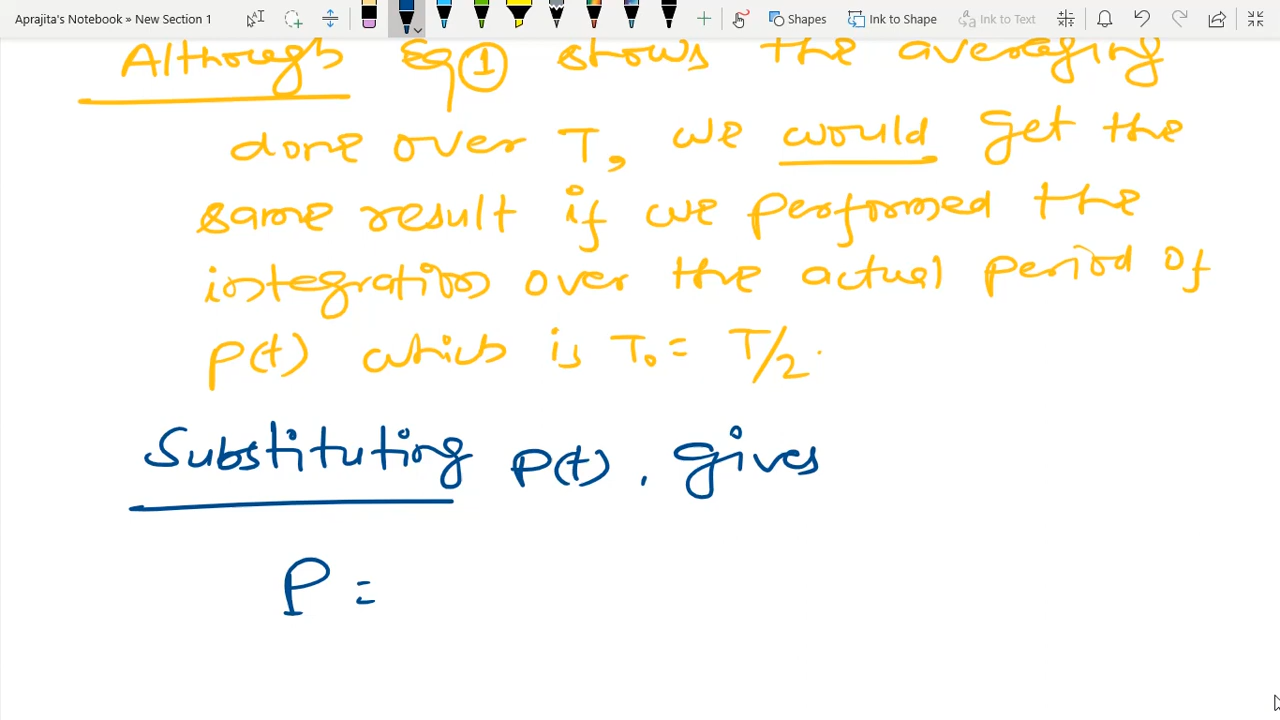 Aprajita's Notebook » New Section 1
Shapes
Ink to Shape
Ink to Text
Although Eq ① shows the averaging
done over T, we would get the
same result if we performed the
integration over the actual period of
p(t) which is T₀ = T/2.
Substituting p(t), gives
P =